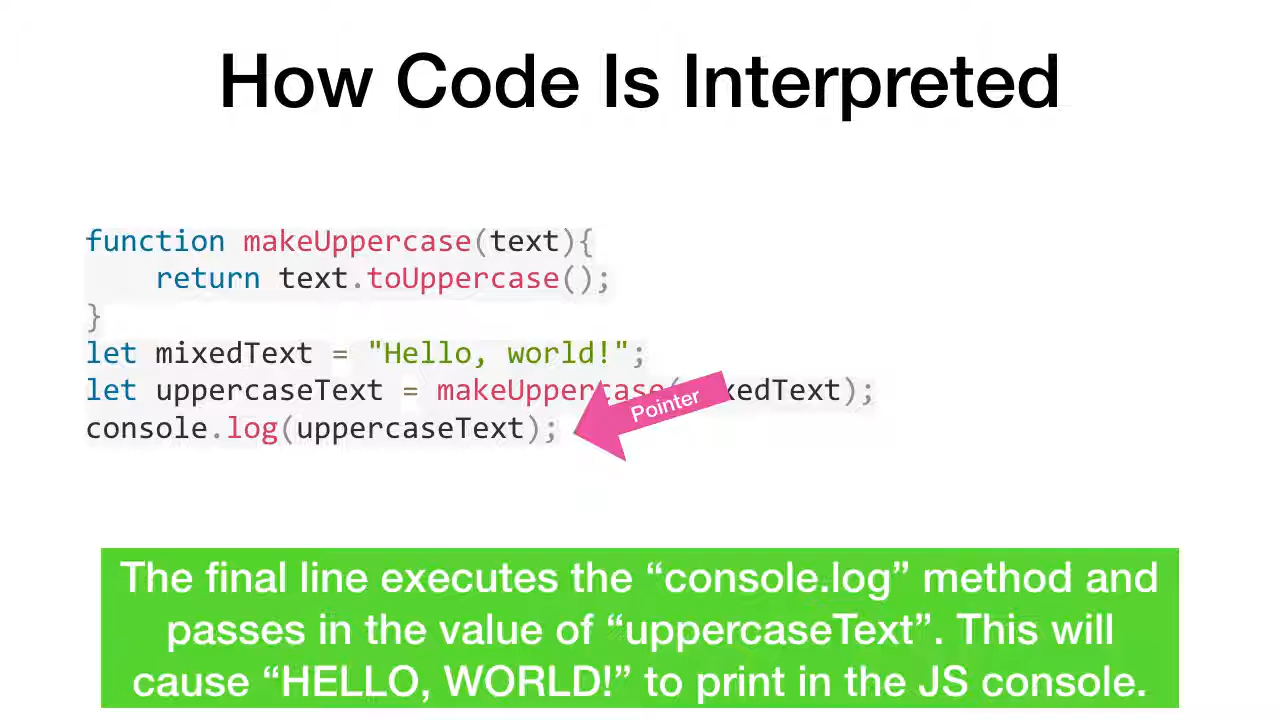 How Code Is Interpreted
function makeUppercase(text){
return text.toUppercase();
}
let mixedText = "Hello, world!";
let uppercaseText = makeUppercase( xedText);
console.log(uppercaseText);
Pointer
The final line executes the “console.log” method and
passes in the value of “uppercaseText”. This will
cause “HELLO, WORLD!” to print in the JS console.